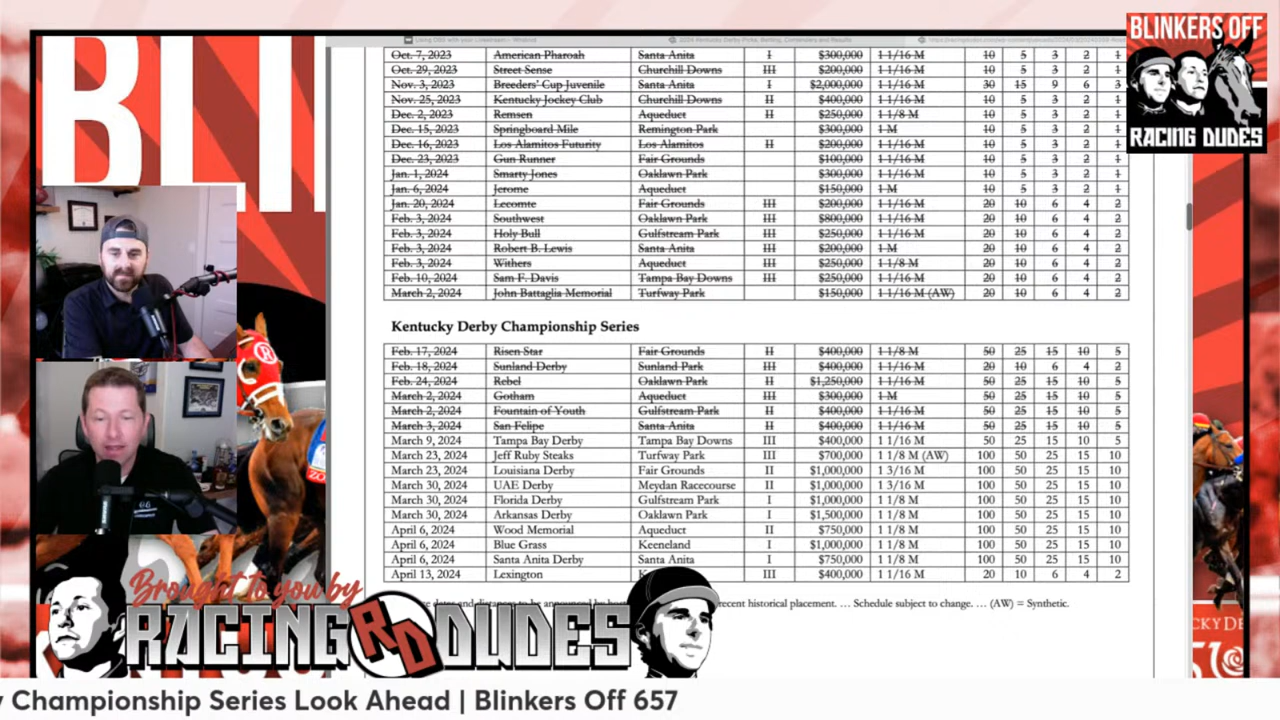 BLI
BLINKERS OFF
RACING DUDES
Oct. 7, 2023 American Pharoah Santa Anita I $300,000 1 1/16 M 10 5 3 2 1
Oct. 29, 2023 Street Sense Churchill Downs III $200,000 1 1/16 M 10 5 3 2 1
Nov. 3, 2023 Breeders' Cup Juvenile Santa Anita I $2,000,000 1 1/16 M 30 15 9 6 3
Nov. 25, 2023 Kentucky Jockey Club Churchill Downs II $400,000 1 1/16 M 10 5 3 2 1
Dec. 2, 2023 Remsen Aqueduct II $250,000 1 1/8 M 10 5 3 2 1
Dec. 15, 2023 Springboard Mile Remington Park $300,000 1 M 10 5 3 2 1
Dec. 16, 2023 Los Alamitos Futurity Los Alamitos II $200,000 1 1/16 M 10 5 3 2 1
Dec. 23, 2023 Gun Runner Fair Grounds $100,000 1 1/16 M 10 5 3 2 1
Jan. 1, 2024 Smarty Jones Oaklawn Park $300,000 1 1/16 M 10 5 3 2 1
Jan. 6, 2024 Jerome Aqueduct $150,000 1 M 10 5 3 2 1
Jan. 20, 2024 Lecomte Fair Grounds III $200,000 1 1/16 M 20 10 6 4 2
Feb. 3, 2024 Southwest Oaklawn Park III $800,000 1 1/16 M 20 10 6 4 2
Feb. 3, 2024 Holy Bull Gulfstream Park III $250,000 1 1/16 M 20 10 6 4 2
Feb. 3, 2024 Robert B. Lewis Santa Anita III $200,000 1 M 20 10 6 4 2
Feb. 3, 2024 Withers Aqueduct III $250,000 1 1/8 M 20 10 6 4 2
Feb. 10, 2024 Sam F. Davis Tampa Bay Downs III $250,000 1 1/16 M 20 10 6 4 2
March 2, 2024 John Battaglia Memorial Turfway Park $150,000 1 1/16 M (AW) 20 10 6 4 2
Kentucky Derby Championship Series
Feb. 17, 2024 Risen Star Fair Grounds II $400,000 1 1/8 M 50 25 15 10 5
Feb. 18, 2024 Sunland Derby Sunland Park III $400,000 1 1/16 M 20 10 6 4 2
Feb. 24, 2024 Rebel Oaklawn Park II $1,250,000 1 1/16 M 50 25 15 10 5
March 2, 2024 Gotham Aqueduct III $300,000 1 M 50 25 15 10 5
March 2, 2024 Fountain of Youth Gulfstream Park II $400,000 1 1/16 M 50 25 15 10 5
March 3, 2024 San Felipe Santa Anita II $400,000 1 1/16 M 50 25 15 10 5
March 9, 2024 Tampa Bay Derby Tampa Bay Downs III $400,000 1 1/16 M 50 25 15 10 5
March 23, 2024 Jeff Ruby Steaks Turfway Park III $700,000 1 1/8 M (AW) 100 50 25 15 10
March 23, 2024 Louisiana Derby Fair Grounds II $1,000,000 1 3/16 M 100 50 25 15 10
March 30, 2024 UAE Derby Meydan Racecourse II $1,000,000 1 3/16 M 100 50 25 15 10
March 30, 2024 Florida Derby Gulfstream Park I $1,000,000 1 1/8 M 100 50 25 15 10
March 30, 2024 Arkansas Derby Oaklawn Park I $1,500,000 1 1/8 M 100 50 25 15 10
April 6, 2024 Wood Memorial Aqueduct II $750,000 1 1/8 M 100 50 25 15 10
April 6, 2024 Blue Grass Keeneland I $1,000,000 1 1/8 M 100 50 25 15 10
April 6, 2024 Santa Anita Derby Santa Anita I $750,000 1 1/8 M 100 50 25 15 10
April 13, 2024 Lexington K III $400,000 1 1/16 M 20 10 6 4 2
dates and distances to be announced by recent historical placement. … Schedule subject to change. … (AW) = Synthetic.
Brought to you by
RACING RD DUDES
CKY DE
y Championship Series Look Ahead | Blinkers Off 657